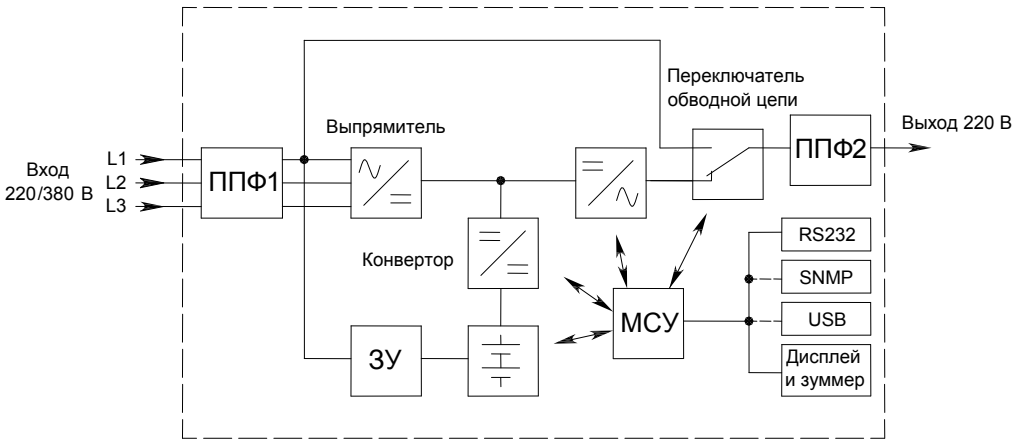 Переключатель
обводной цепи
Выпрямитель
Выход 220 В
Вход
220/380 В
L1
L2
L3
ППФ1
ППФ2
Конвертор
RS232
SNMP
USB
Дисплей
и зуммер
МСУ
ЗУ